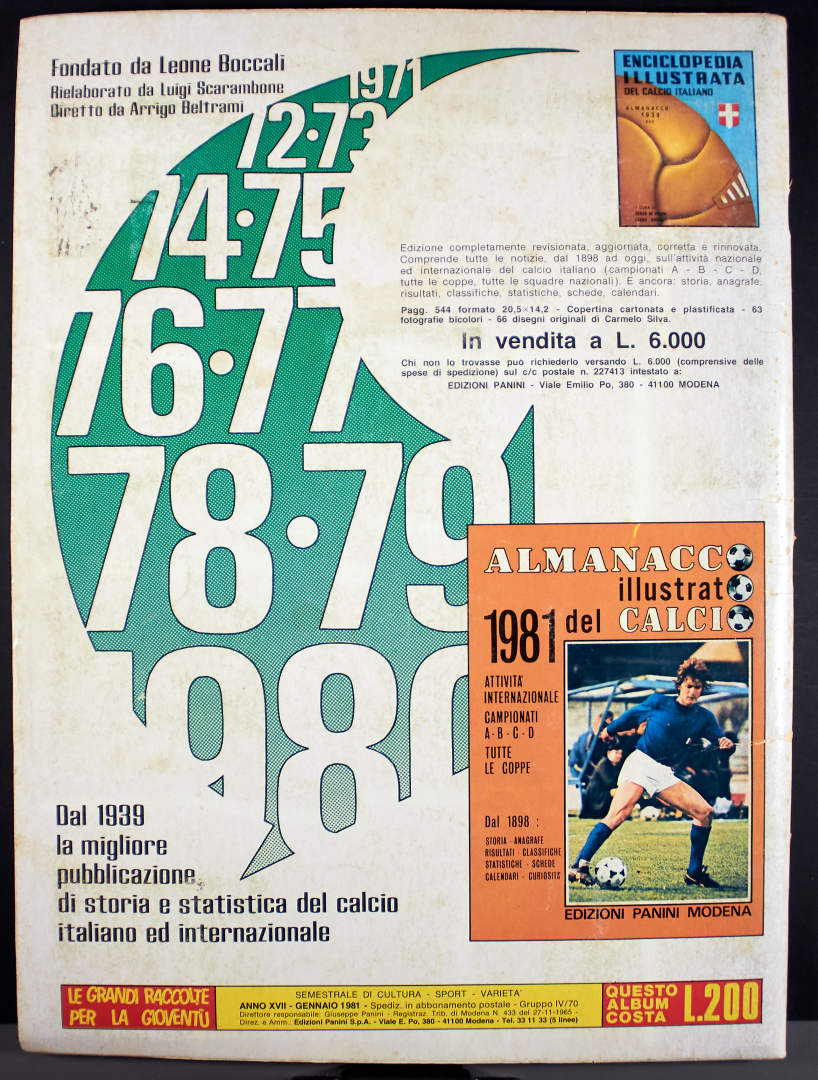 Fondato da Leone Boccali
Rielaborato da Luigi Scarambone
Diretto da Arrigo Beltrami
1971
72·73
74·75
76·77
78·79
1980
ENCICLOPEDIA
ILLUSTRATA
DEL CALCIO ITALIANO
ALMANACCO
1939
Edizione completamente revisionata, aggiornata, corretta e rinnovata.
Comprende tutte le notizie, dal 1898 ad oggi, sull'attività nazionale
ed internazionale del calcio italiano (campionati A - B - C - D,
tutte le coppe, tutte le squadre nazionali). E ancora: storia, anagrafe,
risultati, classifiche, statistiche, schede, calendari.
Pagg. 544 formato 20,5×14,2 - Copertina cartonata e plastificata - 63
fotografie bicolori - 66 disegni originali di Carmelo Silva.
In vendita a L. 6.000
Chi non lo trovasse può richiederlo versando L. 6.000 (comprensive delle
spese di spedizione) sul c/c postale n. 227413 intestato a:
EDIZIONI PANINI - Viale Emilio Po, 380 - 41100 MODENA
ALMANACCO
illustrato
1981 del CALCIO
ATTIVITA'
INTERNAZIONALE
CAMPIONATI
A - B - C - D
TUTTE
LE COPPE
Dal 1898 :
STORIA - ANAGRAFE
RISULTATI - CLASSIFICHE
STATISTICHE - SCHEDE
CALENDARI - CURIOSITA'
EDIZIONI PANINI MODENA
Dal 1939
la migliore
pubblicazione
di storia e statistica del calcio
italiano ed internazionale
LE GRANDI RACCOLTE
PER LA GIOVENTÙ
SEMESTRALE DI CULTURA - SPORT - VARIETA'
ANNO XVII - GENNAIO 1981 - Spediz. in abbonamento postale - Gruppo IV/70
Direttore responsabile: Giuseppe Panini - Registraz. Trib. di Modena N. 433 del 27-11-1965 -
Direz. e Amm.: Edizioni Panini S.p.A. - Viale E. Po, 380 - 41100 Modena - Tel. 33 11 33 (5 linee)
QUESTO
ALBUM
COSTA
L.200